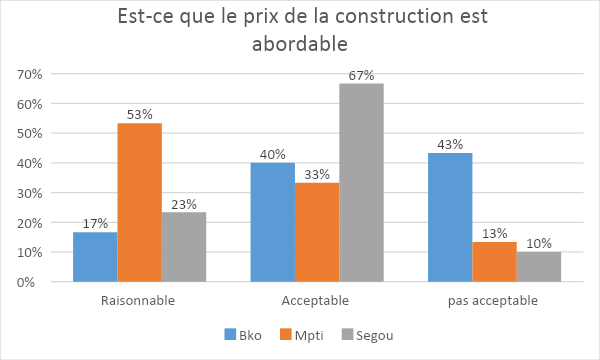 Est-ce que le prix de la construction est
abordable
70%
60%
50%
40%
30%
20%
10%
0%
17%
53%
23%
40%
33%
67%
43%
13%
10%
Raisonnable
Acceptable
pas acceptable
Bko
Mpti
Segou